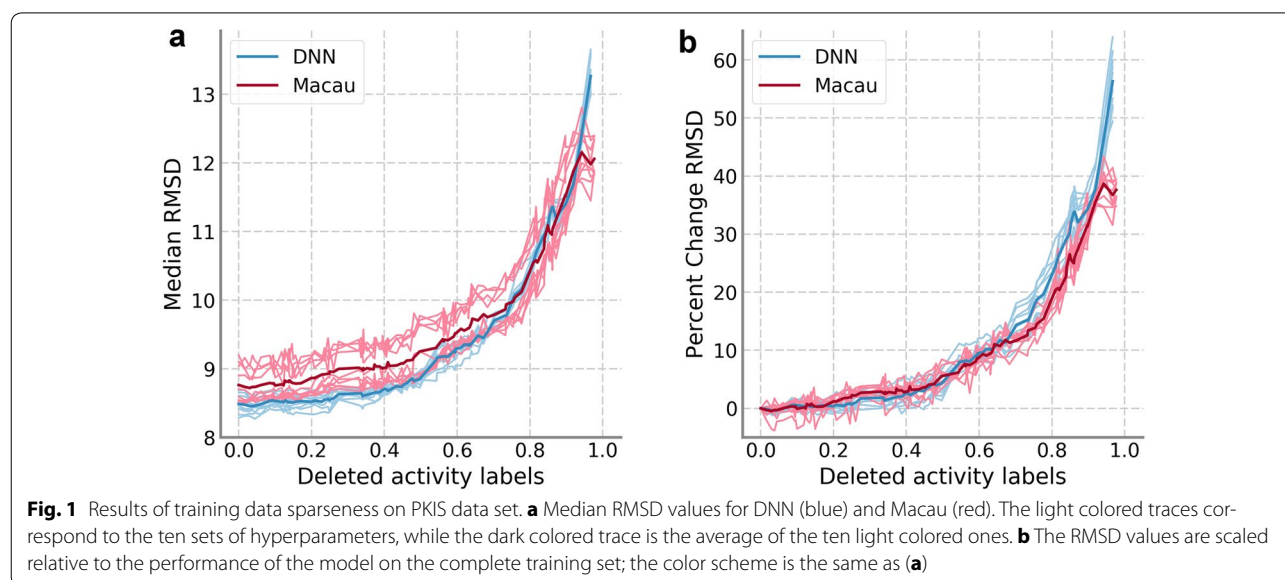 a
DNN
Macau
13
12
11
10
9
8
Median RMSD
0.0 0.2 0.4 0.6 0.8 1.0
Deleted activity labels
b
DNN
Macau
60
50
40
30
20
10
0
Percent Change RMSD
0.0 0.2 0.4 0.6 0.8 1.0
Deleted activity labels
Fig. 1 Results of training data sparseness on PKIS data set. a Median RMSD values for DNN (blue) and Macau (red). The light colored traces cor-
respond to the ten sets of hyperparameters, while the dark colored trace is the average of the ten light colored ones. b The RMSD values are scaled
relative to the performance of the model on the complete training set; the color scheme is the same as (a)